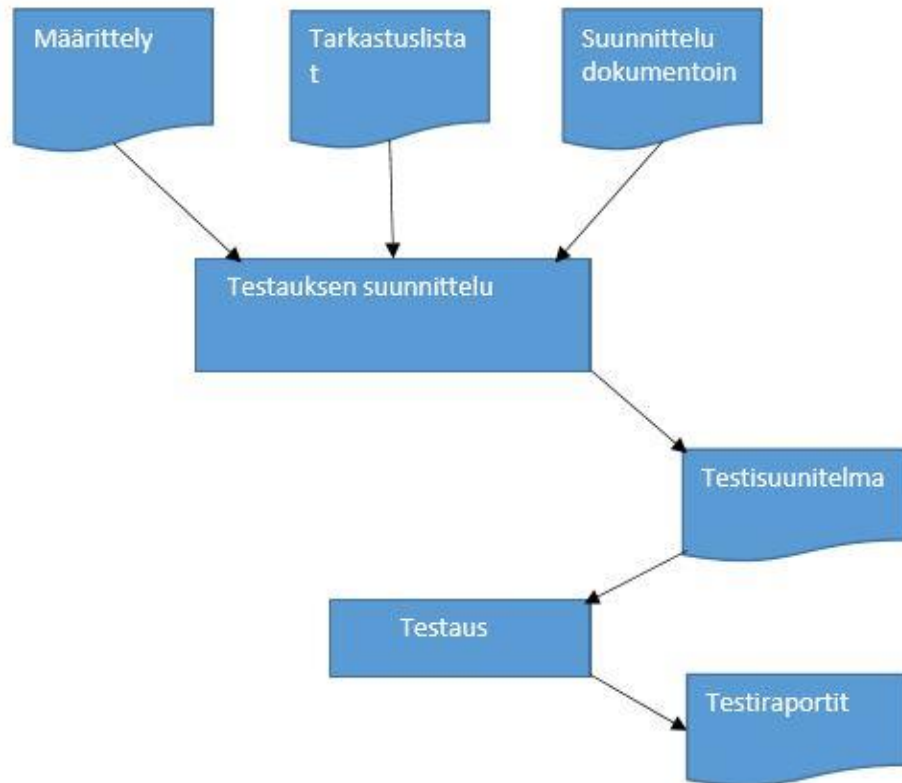 Määrittely
Tarkastuslista
t
Suunnittelu
dokumentoin
Testauksen suunnittelu
Testisuunitelma
Testaus
Testiraportit